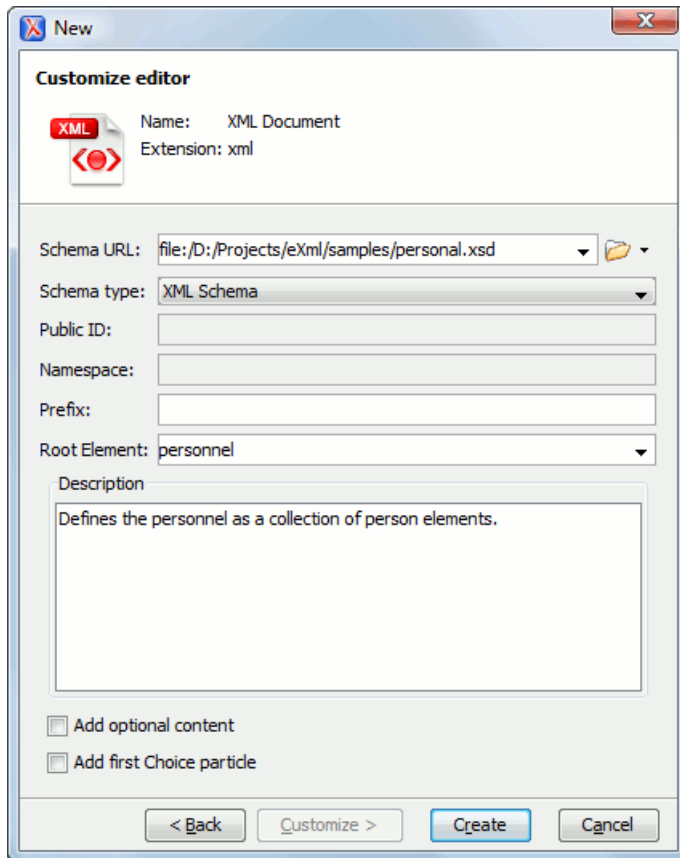 New
Customize editor
XML
Name: XML Document
Extension: xml
Schema URL: file:/D:/Projects/eXml/samples/personal.xsd
Schema type: XML Schema
Public ID:
Namespace:
Prefix:
Root Element: personnel
Description
Defines the personnel as a collection of person elements.
Add optional content
Add first Choice particle
< Back Customize > Create Cancel